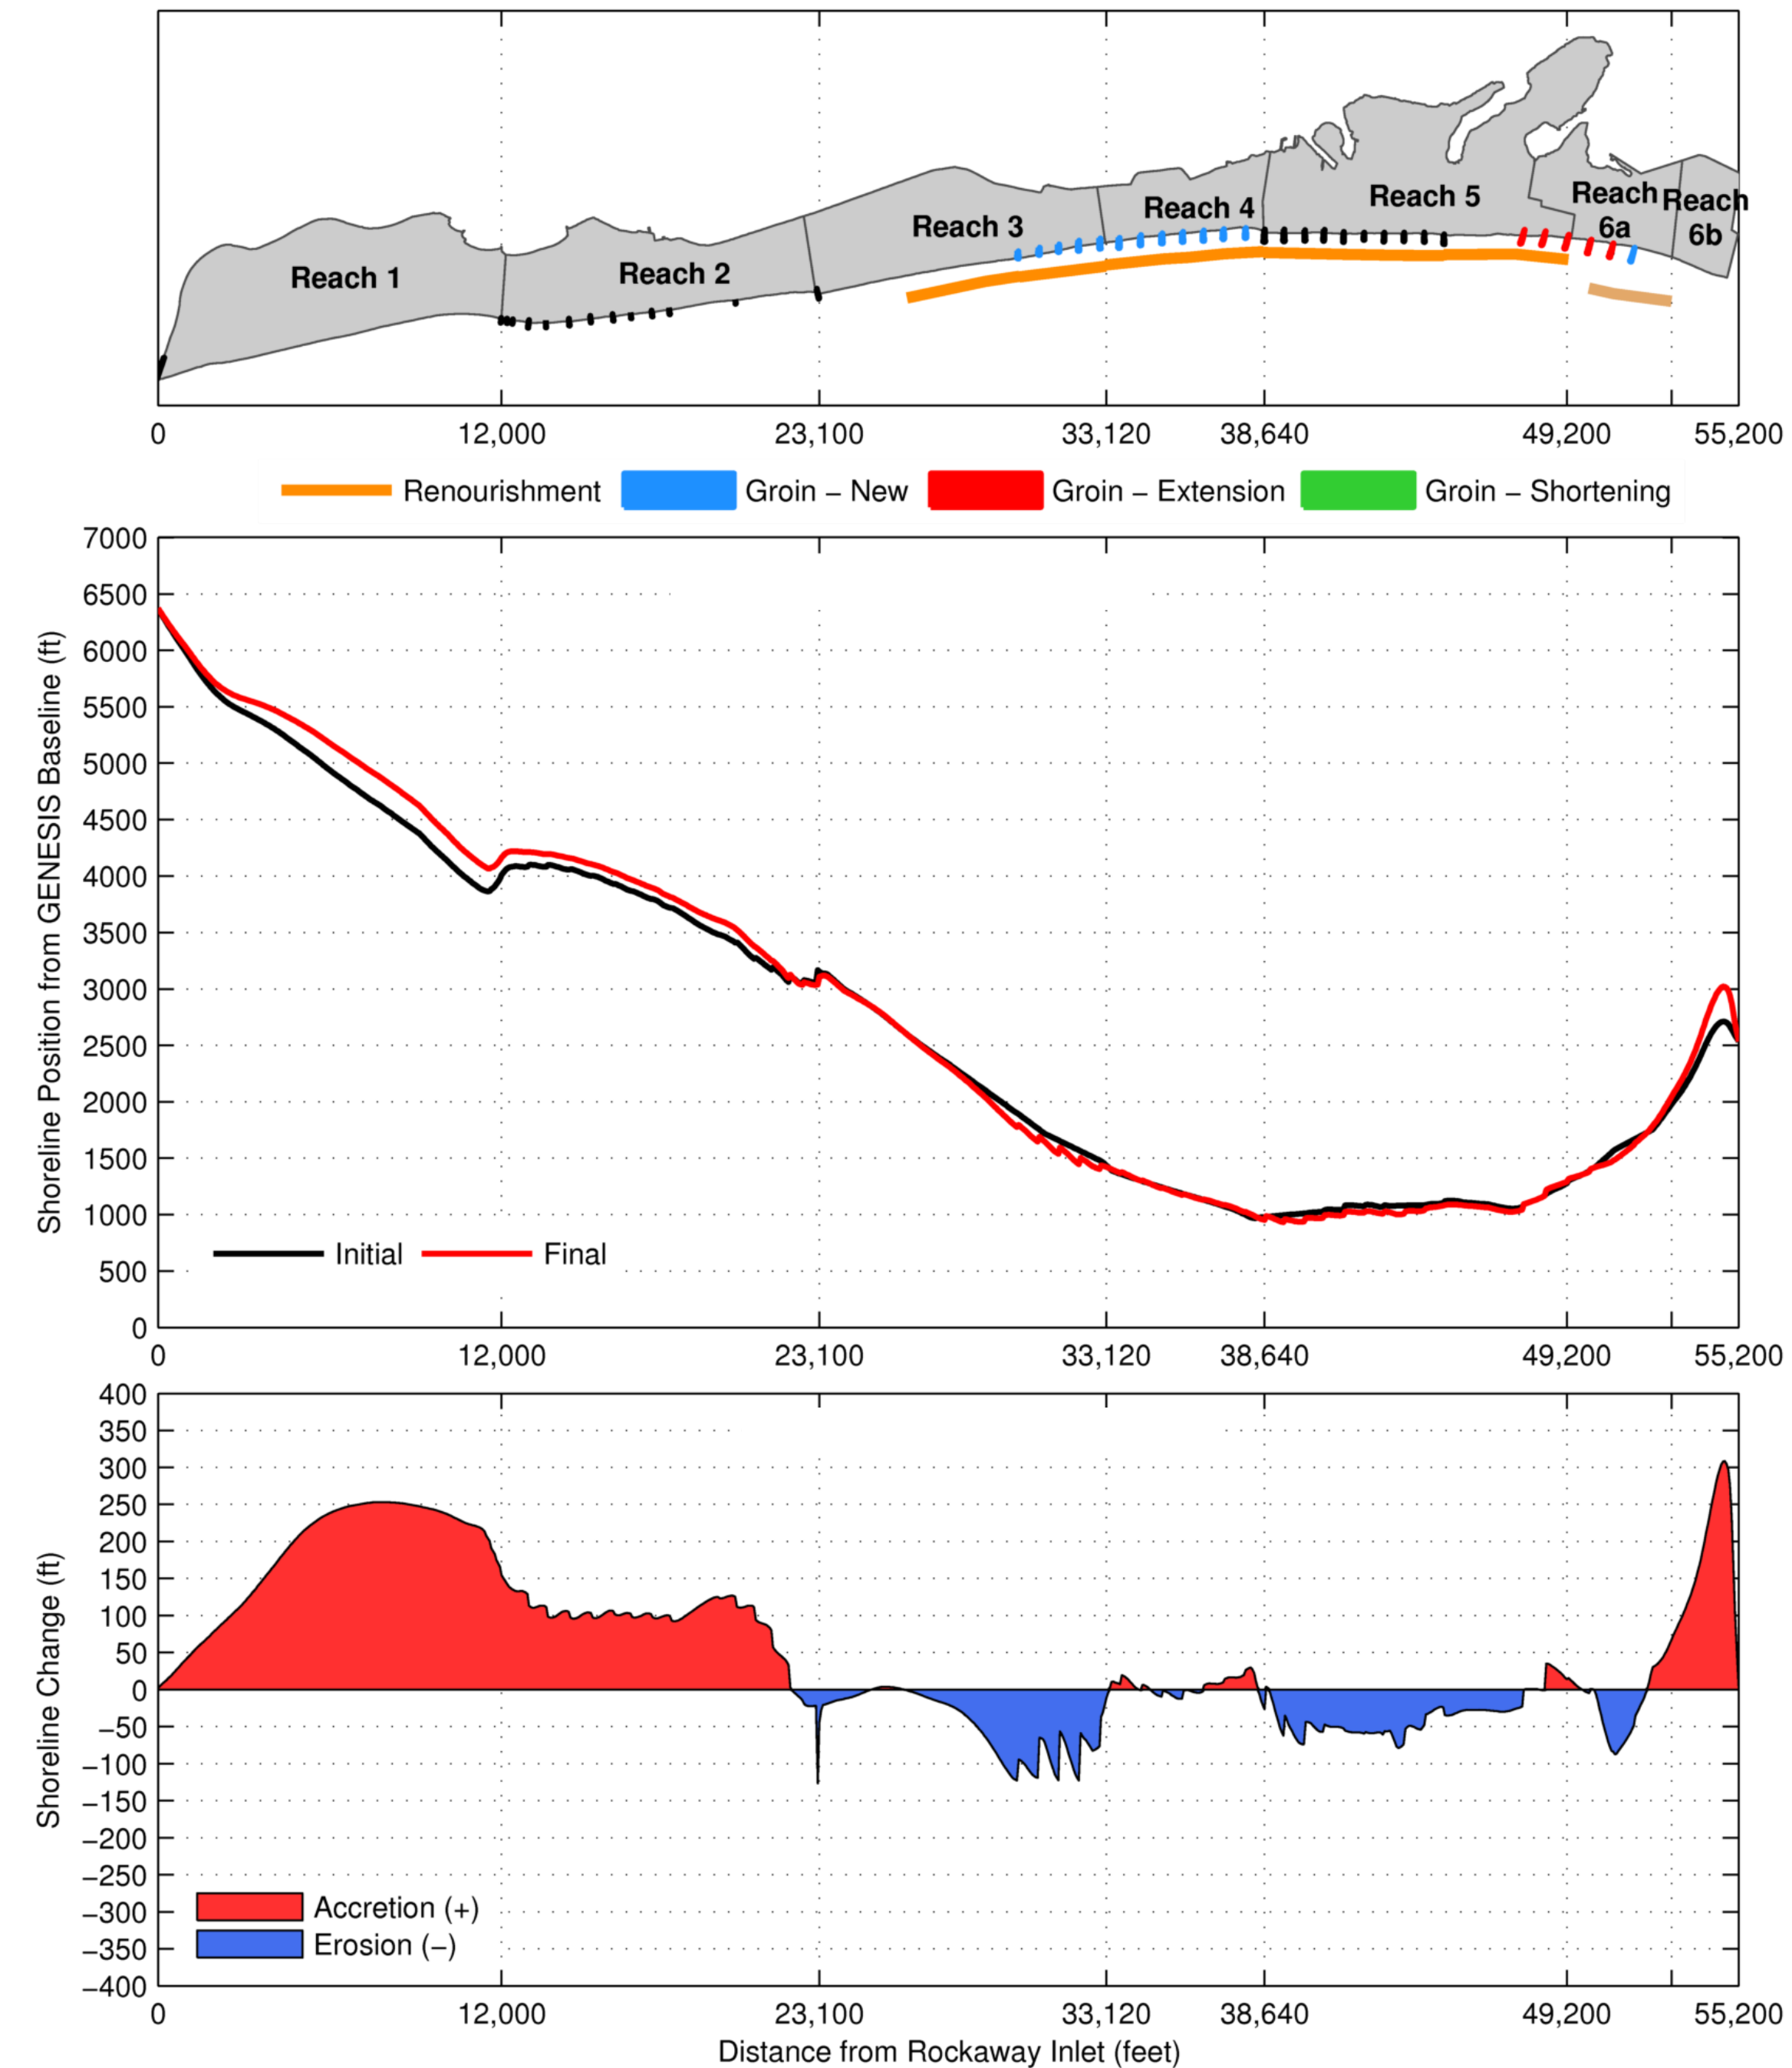 Reach 1
Reach 2
Reach 3
Reach 4
Reach 5
Reach 6a
Reach 6b
0 12,000 23,100 33,120 38,640 49,200 55,200
Renourishment Groin − New Groin − Extension Groin − Shortening
Shoreline Position from GENESIS Baseline (ft)
7000
6500
6000
5500
5000
4500
4000
3500
3000
2500
2000
1500
1000
500
0
Initial Final
0 12,000 23,100 33,120 38,640 49,200 55,200
Shoreline Change (ft)
400
350
300
250
200
150
100
50
0
−50
−100
−150
−200
−250
−300
−350
−400
Accretion (+)
Erosion (−)
0 12,000 23,100 33,120 38,640 49,200 55,200
Distance from Rockaway Inlet (feet)